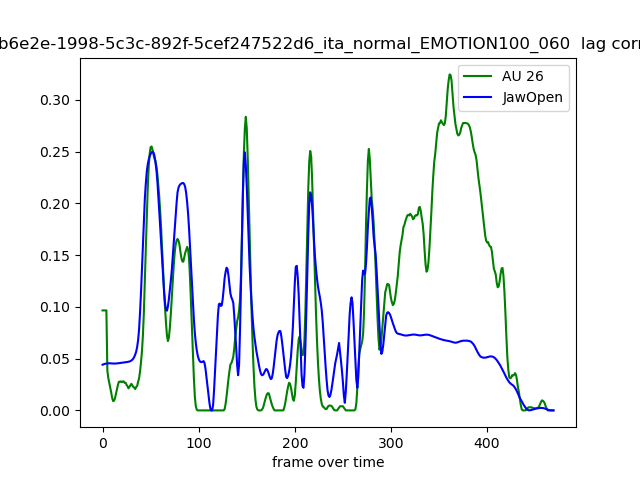 b6e2e-1998-5c3c-892f-5cef247522d6_ita_normal_EMOTION100_060 lag corr
AU 26
JawOpen
0.30
0.25
0.20
0.15
0.10
0.05
0.00
0 100 200 300 400
frame over time